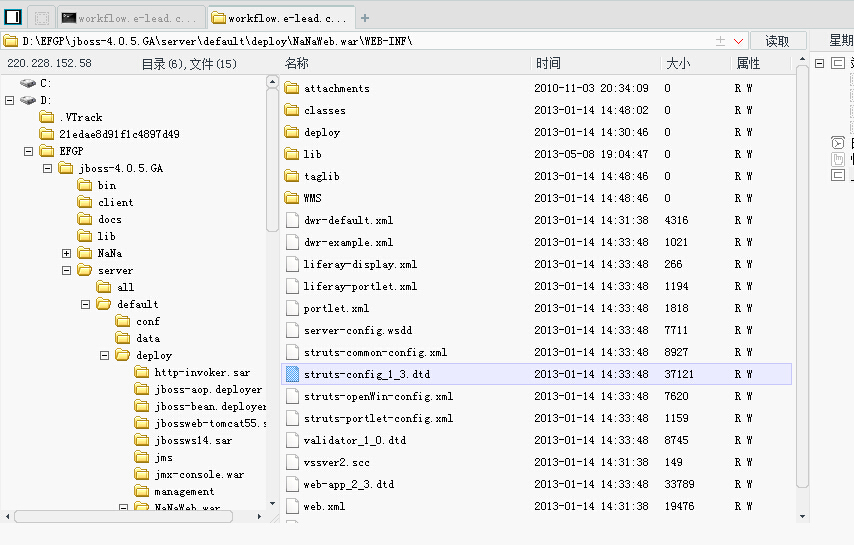 workflow.e-lead.c... workflow.e-lead.c...
D:\EFGP\jboss-4.0.5.GA\server\default\deploy\NaNaWeb.war\WEB-INF\ 读取 星期
220.228.152.58 目录(6),文件(15) 名称 时间 大小 属性
C:
D:
.VTrack
21edae8d91f1c4897d49
EFGP
jboss-4.0.5.GA
bin
client
docs
lib
NaNa
server
all
default
conf
data
deploy
http-invoker.sar
jboss-aop.deployer
jboss-bean.deployer
jbossweb-tomcat55.s
jbossws14.sar
jms
jmx-console.war
management
NaNaWeb.war
attachments 2010-11-03 20:34:09 0 R W
classes 2013-01-14 14:48:02 0 R W
deploy 2013-01-14 14:30:46 0 R W
lib 2013-05-08 19:04:47 0 R W
taglib 2013-01-14 14:48:46 0 R W
WMS 2013-01-14 14:48:46 0 R W
dwr-default.xml 2013-01-14 14:31:38 4316 R W
dwr-example.xml 2013-01-14 14:33:48 1021 R W
liferay-display.xml 2013-01-14 14:33:48 266 R W
liferay-portlet.xml 2013-01-14 14:33:48 1194 R W
portlet.xml 2013-01-14 14:33:48 1818 R W
server-config.wsdd 2013-01-14 14:33:48 7711 R W
struts-common-config.xml 2013-01-14 14:33:48 8927 R W
struts-config_1_3.dtd 2013-01-14 14:33:48 37121 R W
struts-openWin-config.xml 2013-01-14 14:33:48 7620 R W
struts-portlet-config.xml 2013-01-14 14:33:48 1159 R W
validator_1_0.dtd 2013-01-14 14:33:48 8745 R W
vssver2.scc 2013-01-14 14:31:38 149 R W
web-app_2_3.dtd 2013-01-14 14:33:48 33789 R W
web.xml 2013-01-14 14:31:38 19476 R W